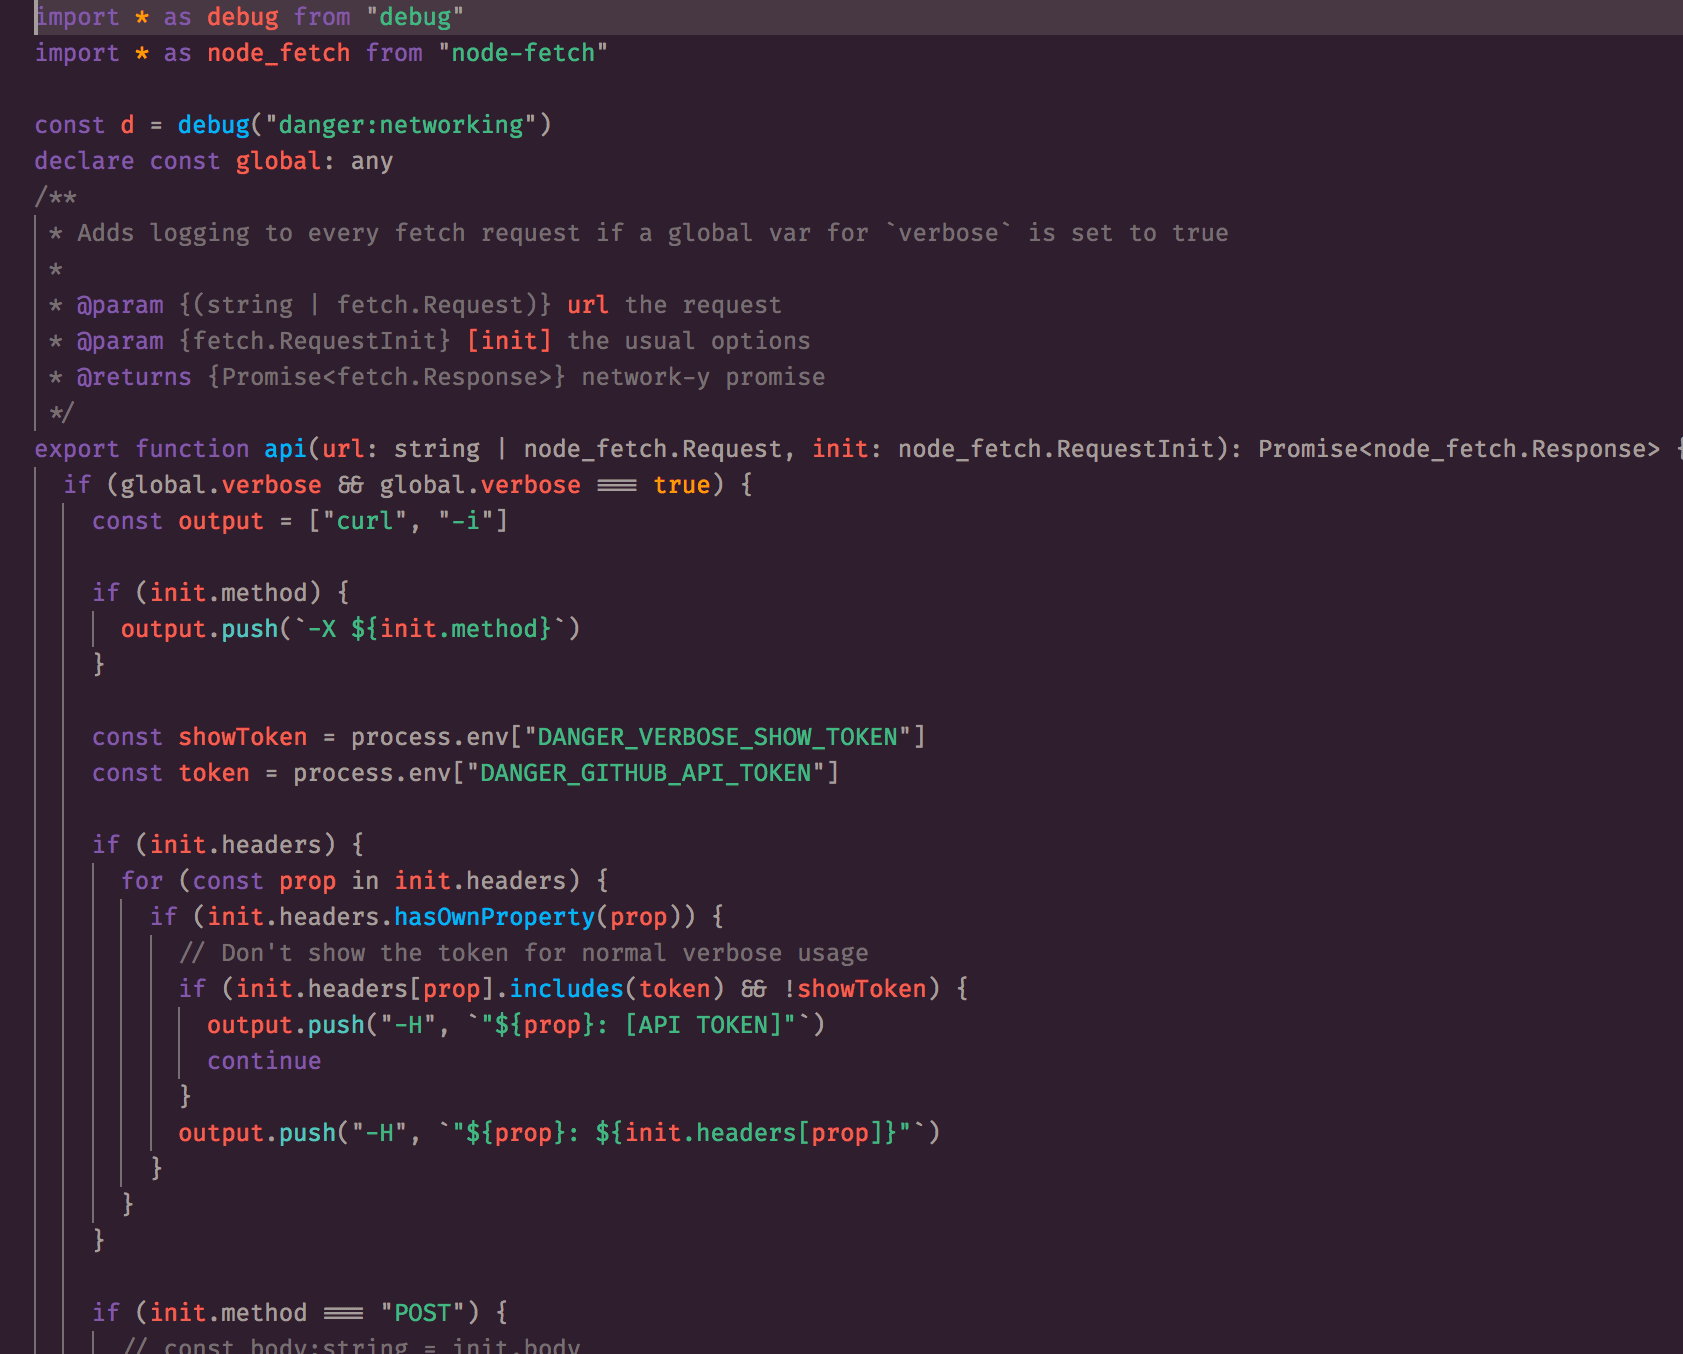 import * as debug from "debug"
import * as node_fetch from "node-fetch"

const d = debug("danger:networking")
declare const global: any
/**
 * Adds logging to every fetch request if a global var for `verbose` is set to true
 *
 * @param {(string | fetch.Request)} url the request
 * @param {fetch.RequestInit} [init] the usual options
 * @returns {Promise<fetch.Response>} network-y promise
 */
export function api(url: string | node_fetch.Request, init: node_fetch.RequestInit): Promise<node_fetch.Response> {
  if (global.verbose && global.verbose === true) {
    const output = ["curl", "-i"]

    if (init.method) {
      output.push(`-X ${init.method}`)
    }

    const showToken = process.env["DANGER_VERBOSE_SHOW_TOKEN"]
    const token = process.env["DANGER_GITHUB_API_TOKEN"]

    if (init.headers) {
      for (const prop in init.headers) {
        if (init.headers.hasOwnProperty(prop)) {
          // Don't show the token for normal verbose usage
          if (init.headers[prop].includes(token) && !showToken) {
            output.push("-H", `"${prop}: [API TOKEN]"`)
            continue
          }
          output.push("-H", `"${prop}: ${init.headers[prop]}"`)
        }
      }
    }

    if (init.method === "POST") {
      // const body:string = init.body